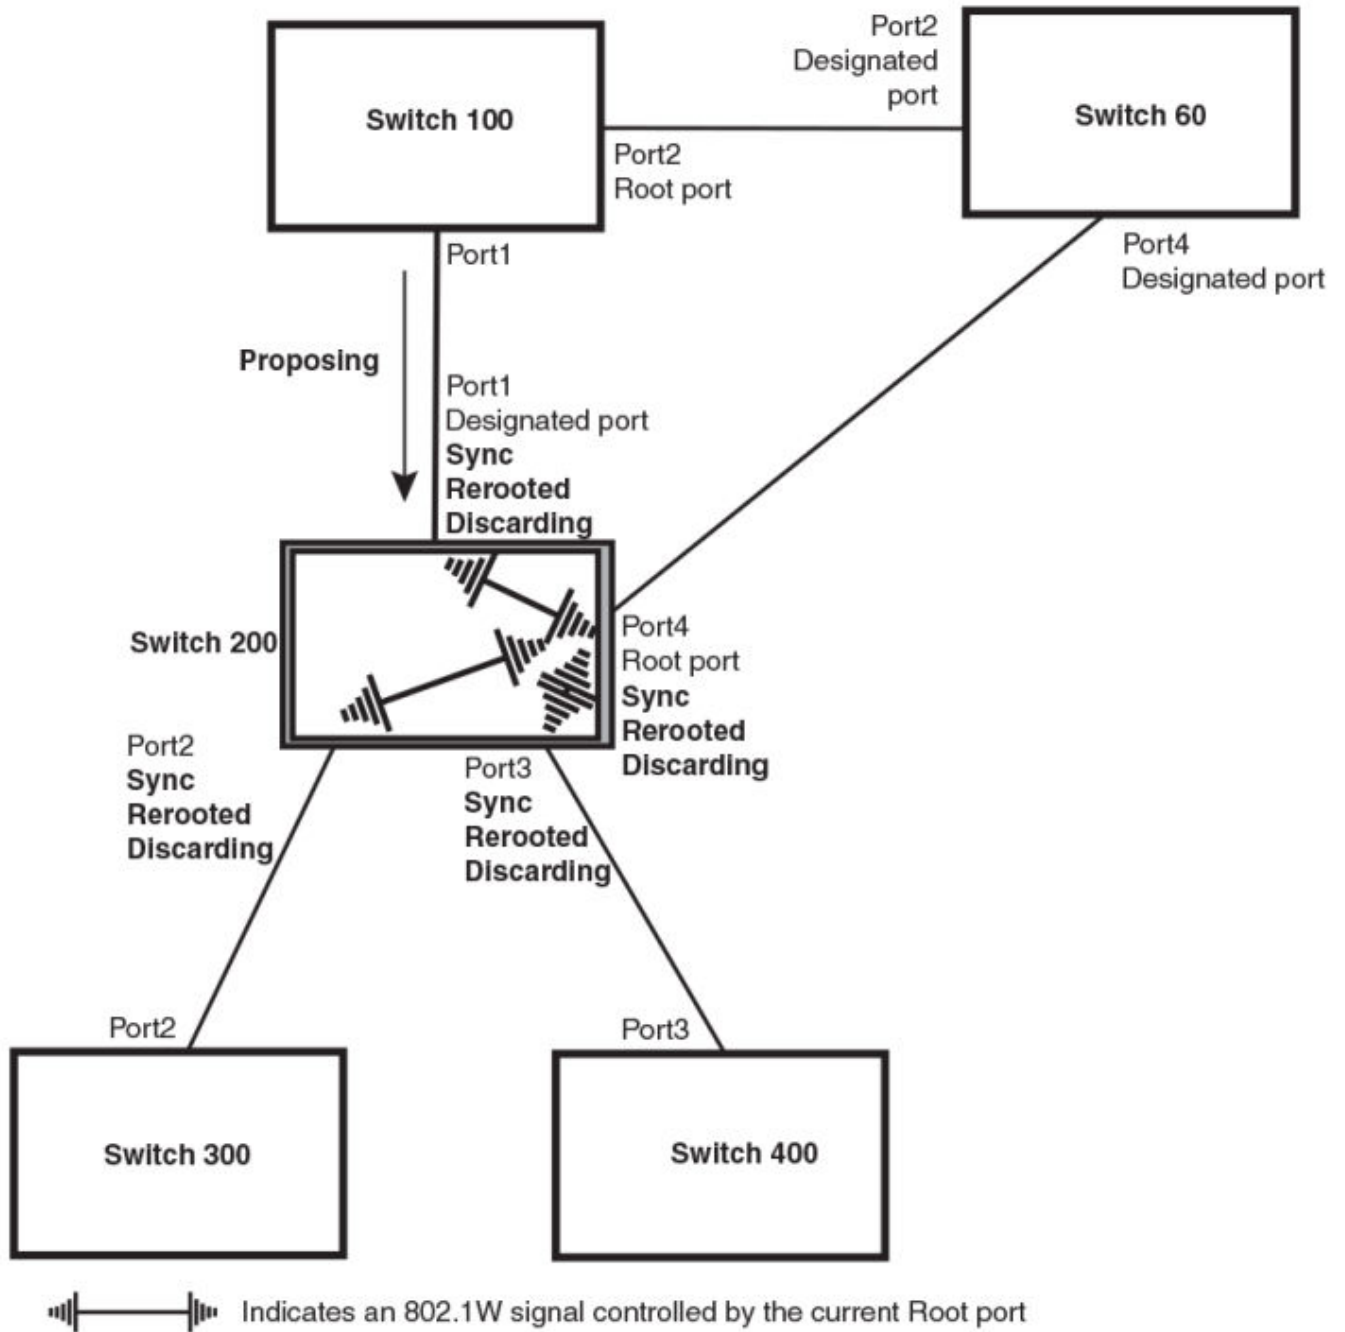 Port2
Designated
port
Switch 100
Switch 60
Port2
Root port
Port1
Port4
Designated port
Proposing
Port1
Designated port
Sync
Rerooted
Discarding
Switch 200
Port4
Root port
Sync
Rerooted
Discarding
Port2
Sync
Rerooted
Discarding
Port3
Sync
Rerooted
Discarding
Port2
Port3
Switch 300
Switch 400
Indicates an 802.1W signal controlled by the current Root port